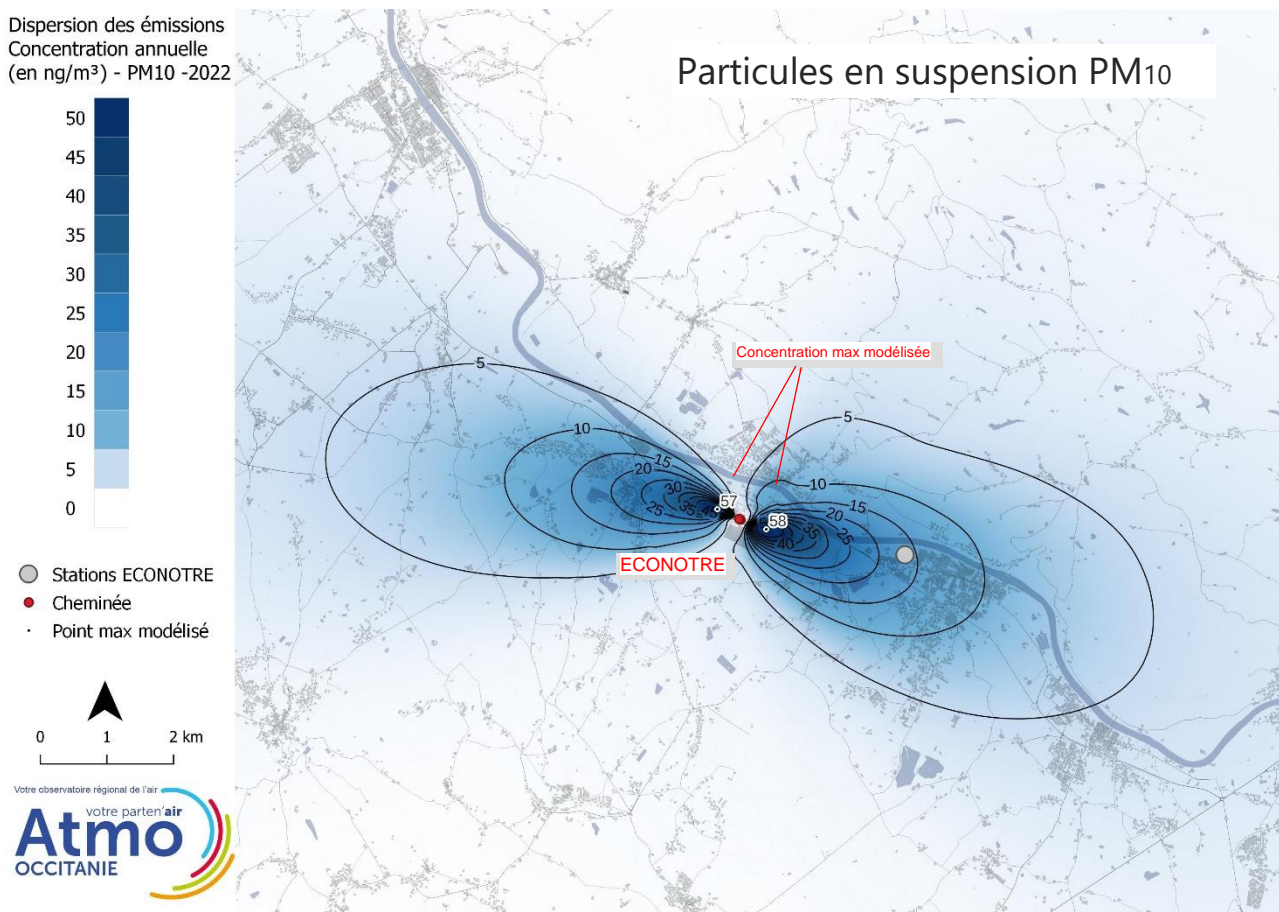 Dispersion des émissions
Concentration annuelle
(en ng/m³) - PM10 -2022
Particules en suspension PM10
50
45
40
35
30
25
20
15
10
5
0
Stations ECONOTRE
Cheminée
Point max modélisé
0 1 2 km
Votre observatoire régional de l'air
votre parten'air
Atmo
OCCITANIE
Concentration max modélisée
ECONOTRE
5
10
15
20
30
25
35
45
57
5
10
15
20
25
35
40
58